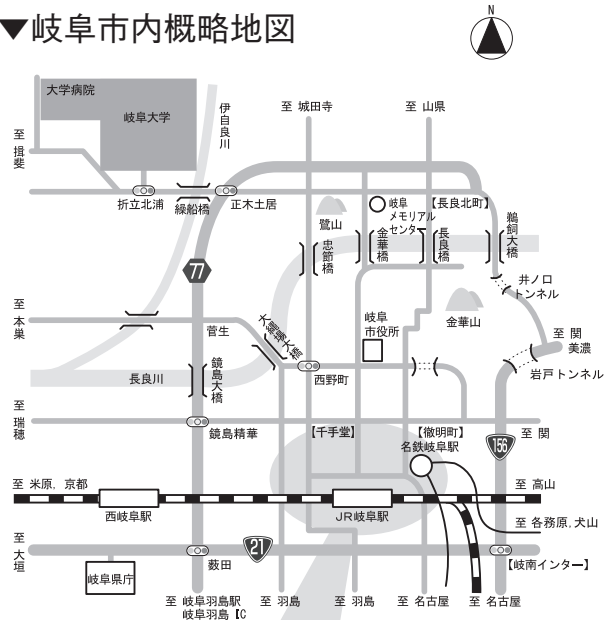 ▼岐阜市内概略地図
N
大学病院
岐阜大学
伊自良川
至 城田寺
至 山県
至 揖斐
折立北浦
繰船橋
正木土居
鷺山
岐阜
メモリアル
センター
【長良北町】
忠節橋
金華橋
長良橋
鵜飼大橋
77
井ノ口
トンネル
至 本巣
菅生
大縄場大橋
岐阜
市役所
金華山
至 関
美濃
長良川
鏡島大橋
西野町
岩戸トンネル
至 瑞穂
鏡島精華
【千手堂】
【徹明町】
名鉄岐阜駅
156
至 関
至 米原，京都
至 高山
西岐阜駅
JR岐阜駅
至 各務原，犬山
至 大垣
岐阜県庁
薮田
21
【岐南インター】
至 岐阜羽島駅
岐阜羽島【C
至 羽島
至 羽島
至 名古屋
至 名古屋